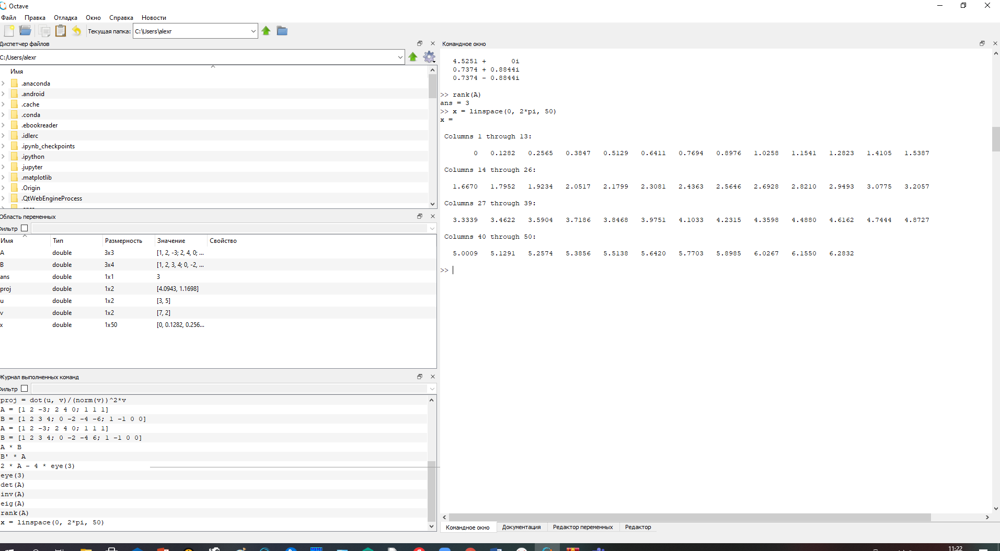 Octave
Файл Правка Отладка Окно Справка Новости
Текущая папка: C:\Users\alexr
Диспетчер файлов
C:/Users/alexr
Имя
.anaconda
.android
.cache
.conda
.ebookreader
.idlerc
.ipynb_checkpoints
.ipython
.jupyter
.matplotlib
.Origin
.QtWebEngineProcess
Область переменных
Имя Тип Размерность Значение Свойство
A double 3x3 [1, 2, -3; 2, 4, 0; ...
B double 3x4 [1, 2, 3, 4; 0, -2, ...
ans double 1x1 3
proj double 1x2 [4.0943, 1.1698]
u double 1x2 [3, 5]
v double 1x2 [7, 2]
x double 1x50 [0, 0.1282, 0.256...
Журнал выполненных команд
proj = dot(u, v)/(norm(v))^2*v
A = [1 2 -3; 2 4 0; 1 1 1]
B = [1 2 3 4; 0 -2 -4 -6; 1 -1 0 0]
A = [1 2 -3; 2 4 0; 1 1 1]
B = [1 2 3 4; 0 -2 -4 6; 1 -1 0 0]
A * B
B' * A
2 * A - 4 * eye(3)
eye(3)
det(A)
inv(A)
eig(A)
rank(A)
x = linspace(0, 2*pi, 50)
Командное окно
4.5251 + 0i
0.7374 + 0.8844i
0.7374 - 0.8844i
>> rank(A)
ans = 3
>> x = linspace(0, 2*pi, 50)
x =
Columns 1 through 13:
0 0.1282 0.2565 0.3847 0.5129 0.6411 0.7694 0.8976 1.0258 1.1541 1.2823 1.4105 1.5387
Columns 14 through 26:
1.6670 1.7952 1.9234 2.0517 2.1799 2.3081 2.4363 2.5646 2.6928 2.8210 2.9493 3.0775 3.2057
Columns 27 through 39:
3.3339 3.4622 3.5904 3.7186 3.8468 3.9751 4.1033 4.2315 4.3598 4.4880 4.6162 4.7444 4.8727
Columns 40 through 50:
5.0009 5.1291 5.2574 5.3856 5.5138 5.6420 5.7703 5.8985 6.0267 6.1550 6.2832
>>
Командное окно Документация Редактор переменных Редактор
11:22